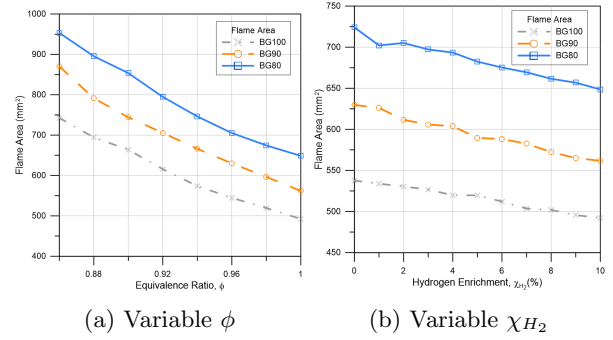 Flame Area
BG100
BG90
BG80
Flame Area (mm²)
1000
900
800
700
600
500
400
0.88
0.92
0.96
1
Equivalence Ratio, ϕ
(a) Variable ϕ
Flame Area
BG100
BG90
BG80
Flame Area (mm²)
750
700
650
600
550
500
450
0
2
4
6
8
10
Hydrogen Enrichment, χH₂(%)
(b) Variable χH₂